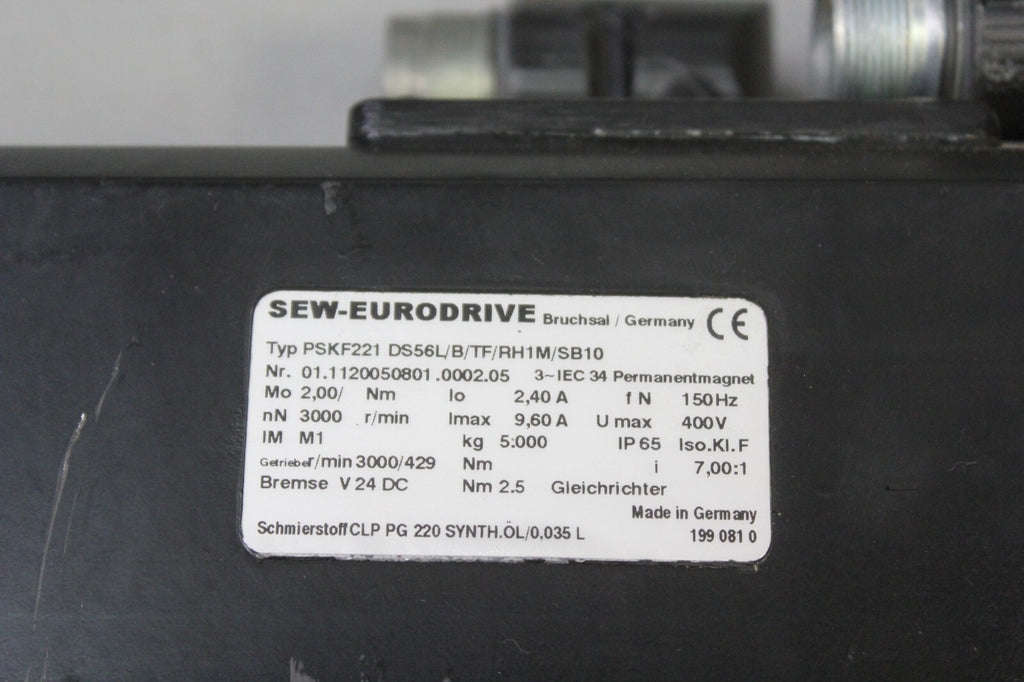 SEW-EURODRIVE Bruchsal / Germany CE
Typ PSKF221 DS56L/B/TF/RH1M/SB10
Nr. 01.1120050801.0002.05 3~IEC 34 Permanentmagnet
Mo 2,00/ Nm Io 2,40 A f N 150Hz
nN 3000 r/min Imax 9,60 A U max 400V
IM M1 kg 5.000 IP 65 Iso.Kl.F
Getriebe r/min 3000/429 Nm i 7,00:1
Bremse V 24 DC Nm 2.5 Gleichrichter
Made in Germany
Schmierstoff CLP PG 220 SYNTH.ÖL/0,035 L 199 081 0